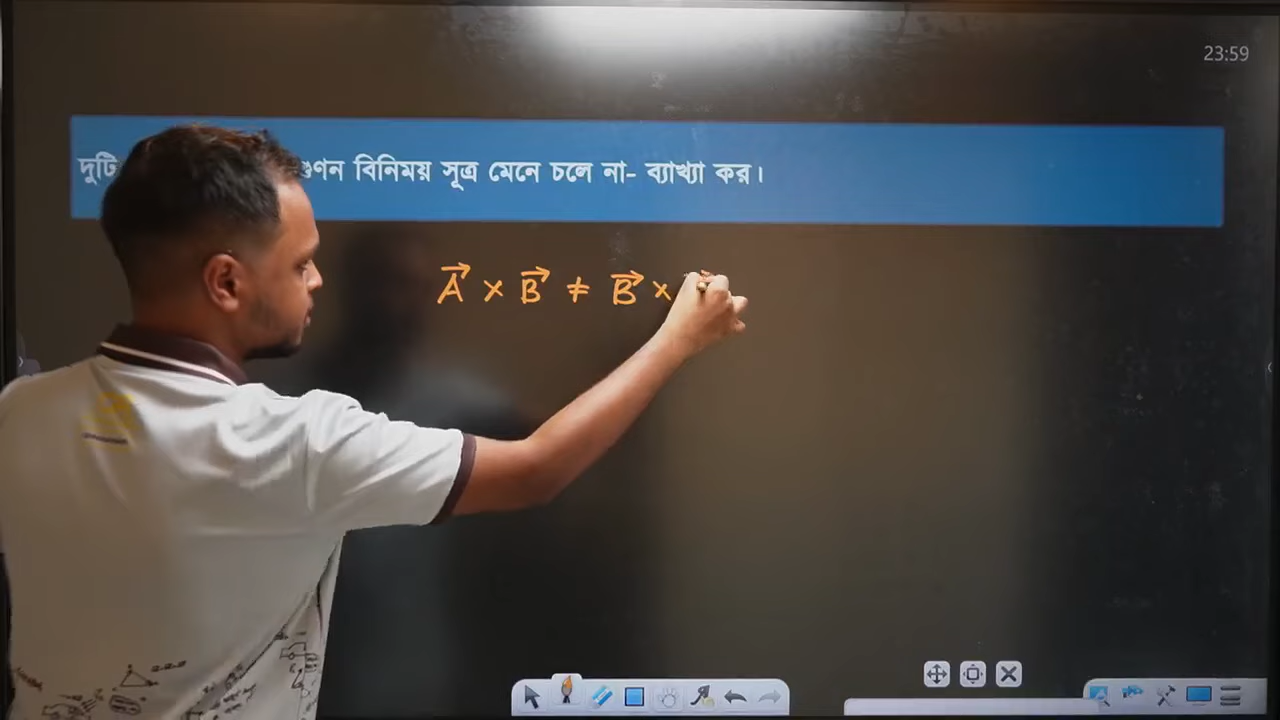 23:59
দুটি গুণন বিনিময় সূত্র মেনে চলে না- ব্যাখ্যা কর।
A⃗ × B⃗ ≠ B⃗ ×